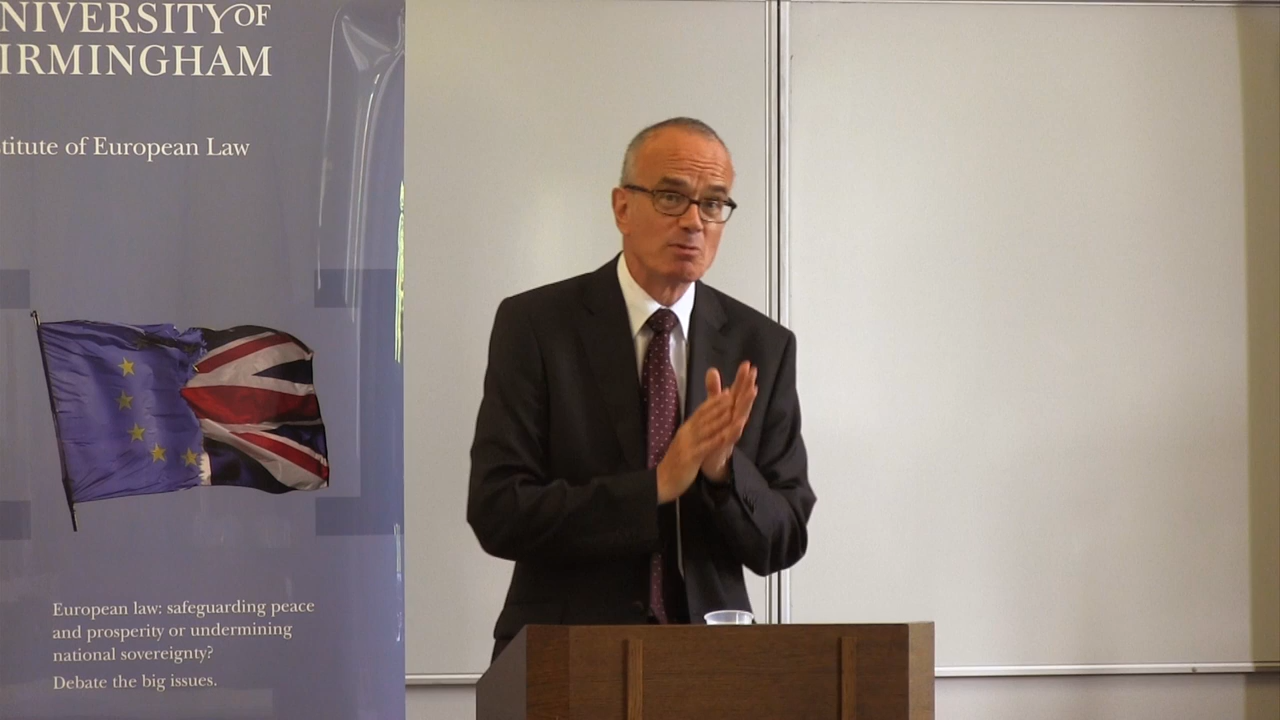 NIVERSITY OF
IRMINGHAM
titute of European Law
European law: safeguarding peace
and prosperity or undermining
national sovereignty?
Debate the big issues.